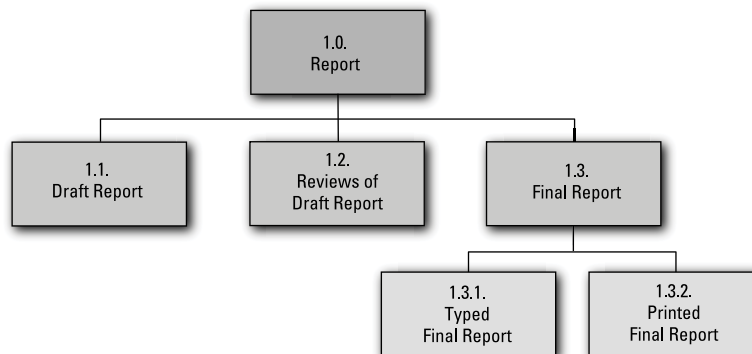 1.0.
Report
1.1.
Draft Report
1.2.
Reviews of
Draft Report
1.3.
Final Report
1.3.1.
Typed
Final Report
1.3.2.
Printed
Final Report